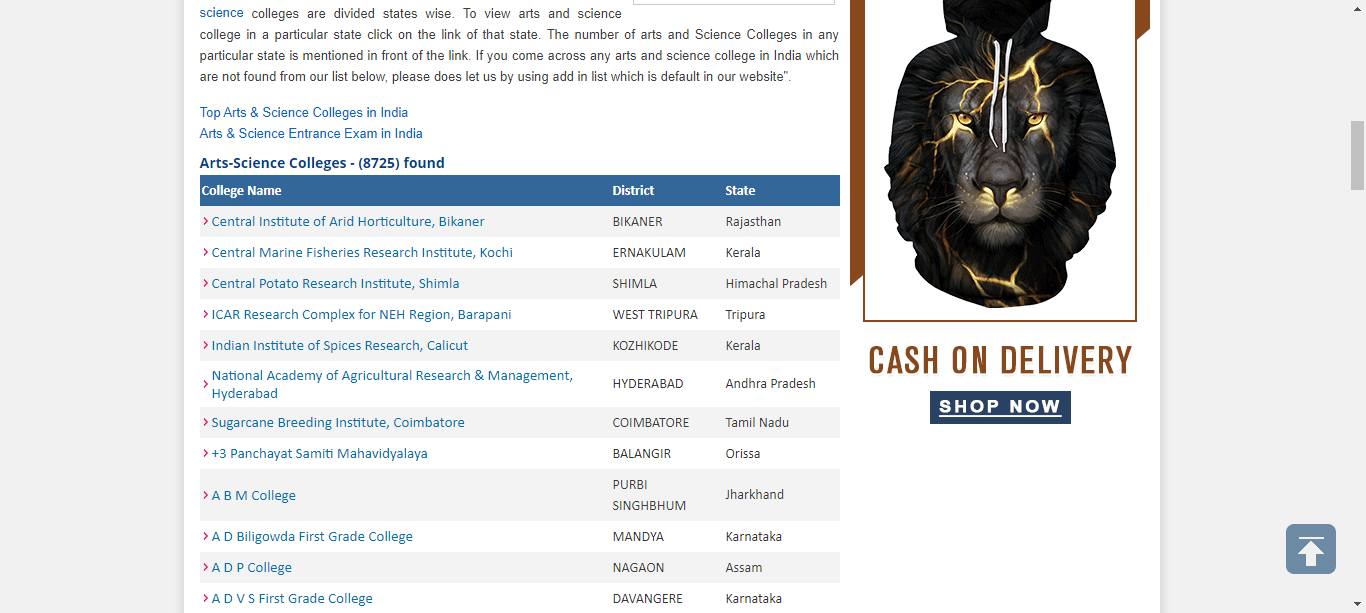 science colleges are divided states wise. To view arts and science
college in a particular state click on the link of that state. The number of arts and Science Colleges in any
particular state is mentioned in front of the link. If you come across any arts and science college in India which
are not found from our list below, please does let us by using add in list which is default in our website".
Top Arts & Science Colleges in India
Arts & Science Entrance Exam in India
Arts-Science Colleges - (8725) found
College Name District State
Central Institute of Arid Horticulture, Bikaner BIKANER Rajasthan
Central Marine Fisheries Research Institute, Kochi ERNAKULAM Kerala
Central Potato Research Institute, Shimla SHIMLA Himachal Pradesh
ICAR Research Complex for NEH Region, Barapani WEST TRIPURA Tripura
Indian Institute of Spices Research, Calicut KOZHIKODE Kerala
National Academy of Agricultural Research & Management,
Hyderabad HYDERABAD Andhra Pradesh
Sugarcane Breeding Institute, Coimbatore COIMBATORE Tamil Nadu
+3 Panchayat Samiti Mahavidyalaya BALANGIR Orissa
A B M College PURBI
SINGHBHUM Jharkhand
A D Biligowda First Grade College MANDYA Karnataka
A D P College NAGAON Assam
A D V S First Grade College DAVANGERE Karnataka
CASH ON DELIVERY
SHOP NOW